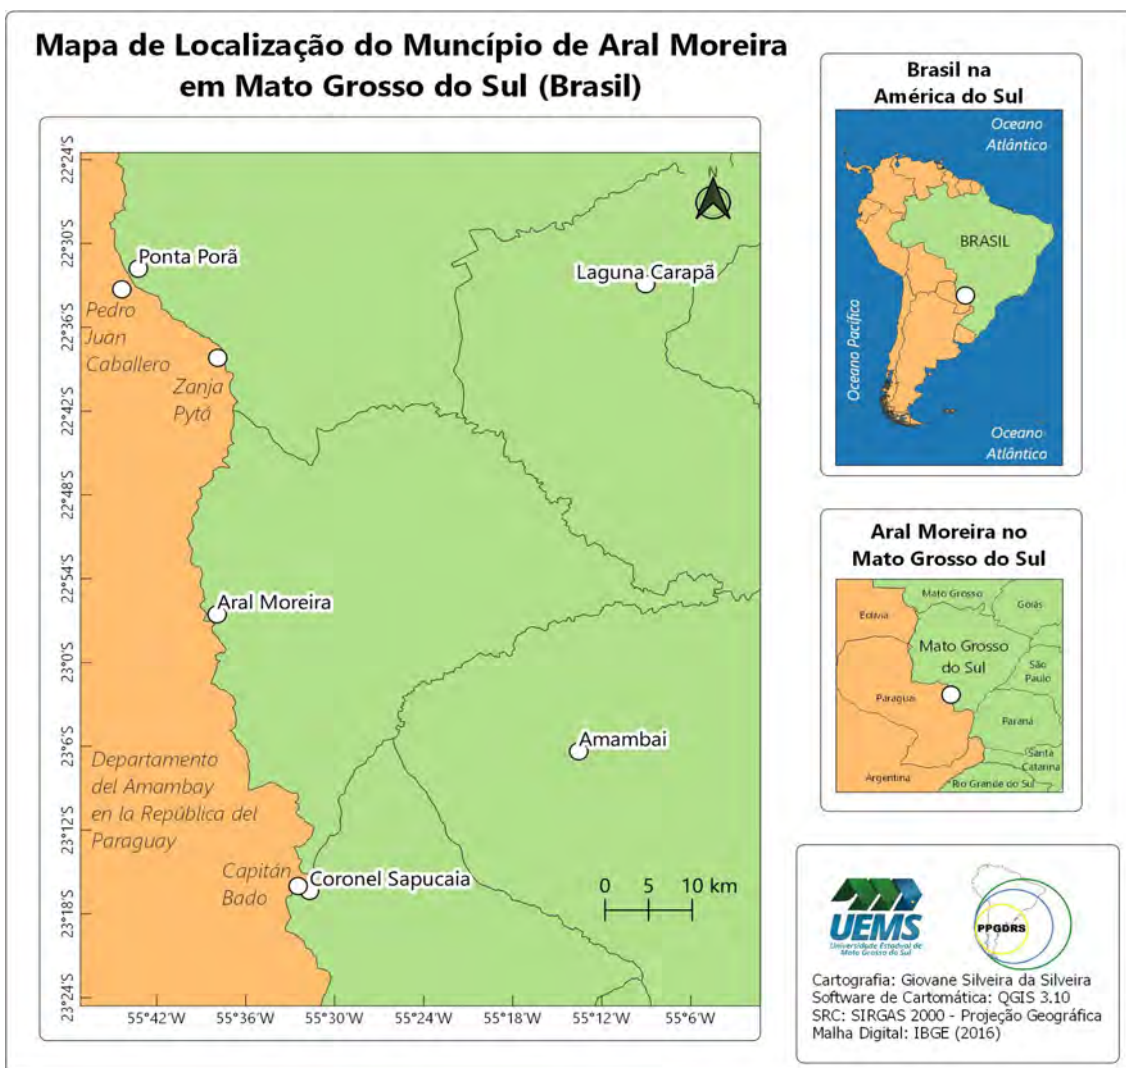 Mapa de Localização do Muncípio de Aral Moreira
em Mato Grosso do Sul (Brasil)
22°24'S
22°30'S
22°36'S
22°42'S
22°48'S
22°54'S
23°0'S
23°6'S
23°12'S
23°18'S
23°24'S
N
Ponta Porã
Pedro
Juan
Caballero
Zanja
Pytã
Laguna Carapã
Aral Moreira
Amambai
Departamento
del Amambay
en la República del
Paraguay
Capitán
Bado
Coronel Sapucaia
0 5 10 km
55°42'W 55°36'W 55°30'W 55°24'W 55°18'W 55°12'W 55°6'W
Brasil na
América do Sul
Oceano
Atlântico
BRASIL
Oceano Pacífico
Oceano
Atlântico
Aral Moreira no
Mato Grosso do Sul
Mato Grosso
Goiás
Bolívia
Mato Grosso
do Sul
São
Paulo
Paraguai
Paraná
Santa
Catarina
Argentina
Rio Grande do Sul
UEMS
Universidade Estadual de
Mato Grosso do Sul
PPGDRS
Cartografia: Giovane Silveira da Silveira
Software de Cartomática: QGIS 3.10
SRC: SIRGAS 2000 - Projeção Geográfica
Malha Digital: IBGE (2016)